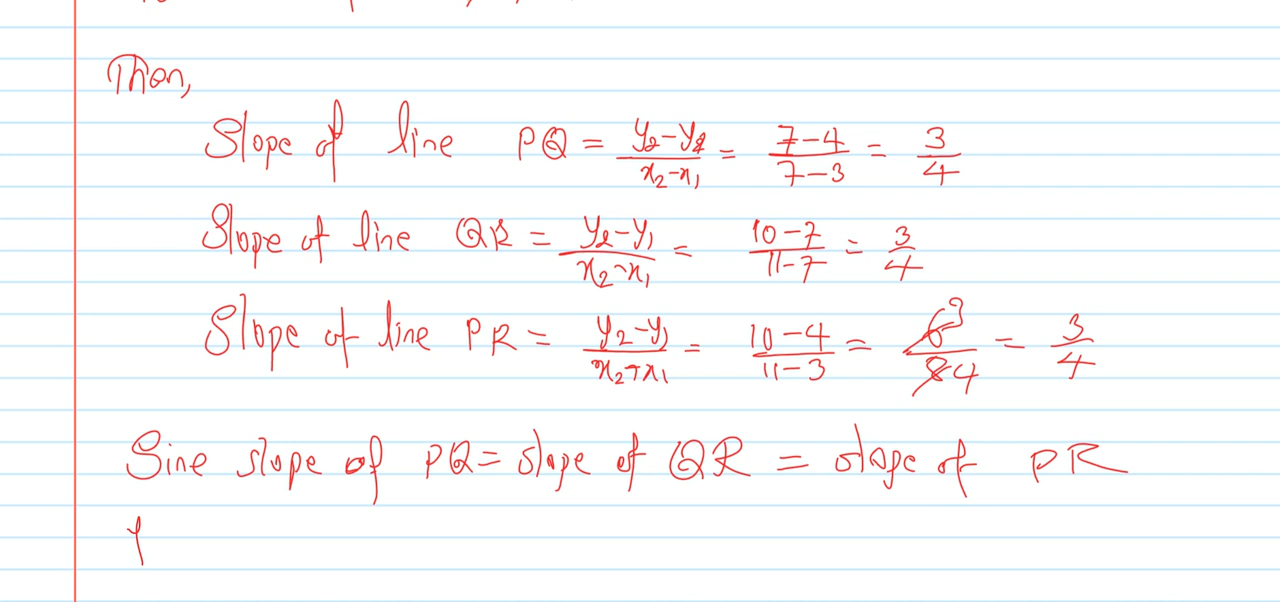 Then,
Slope of line PQ = y₂-y₁/x₂-x₁ = 7-4/7-3 = 3/4
Slope of line QR = y₂-y₁/x₂-x₁ = 10-7/11-7 = 3/4
Slope of line PR = y₂-y₁/x₂-x₁ = 10-4/11-3 = 6 3/8 4 = 3/4
Sine slope of PQ = slope of QR = slope of PR